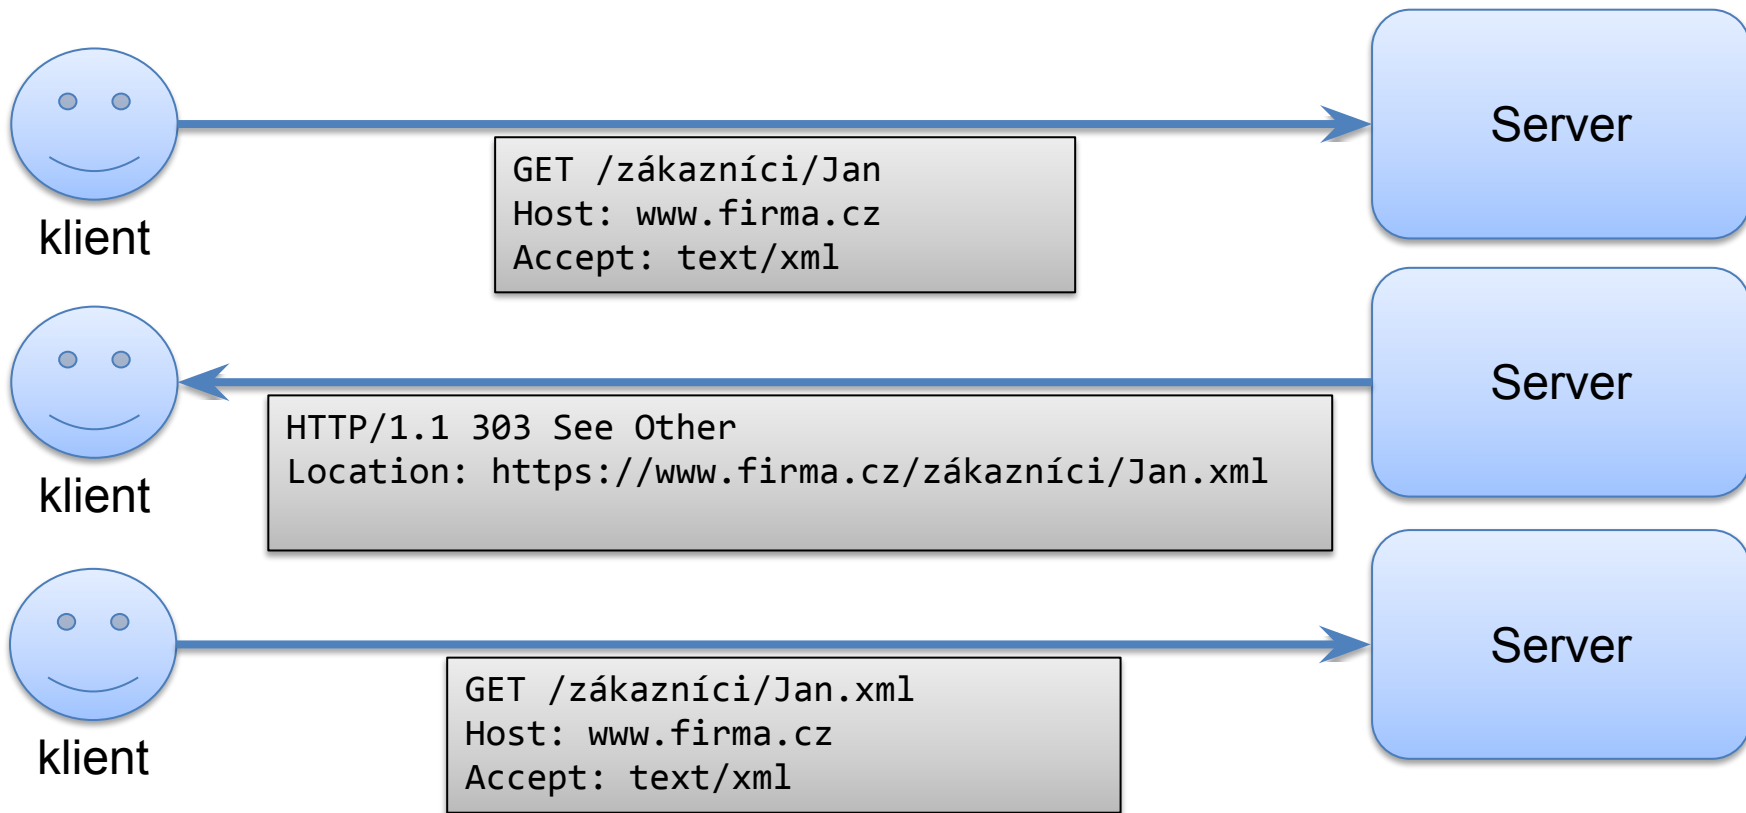 Server
GET /zákazníci/Jan
Host: www.firma.cz
Accept: text/xml
klient
Server
HTTP/1.1 303 See Other
Location: https://www.firma.cz/zákazníci/Jan.xml
klient
Server
GET /zákazníci/Jan.xml
Host: www.firma.cz
Accept: text/xml
klient